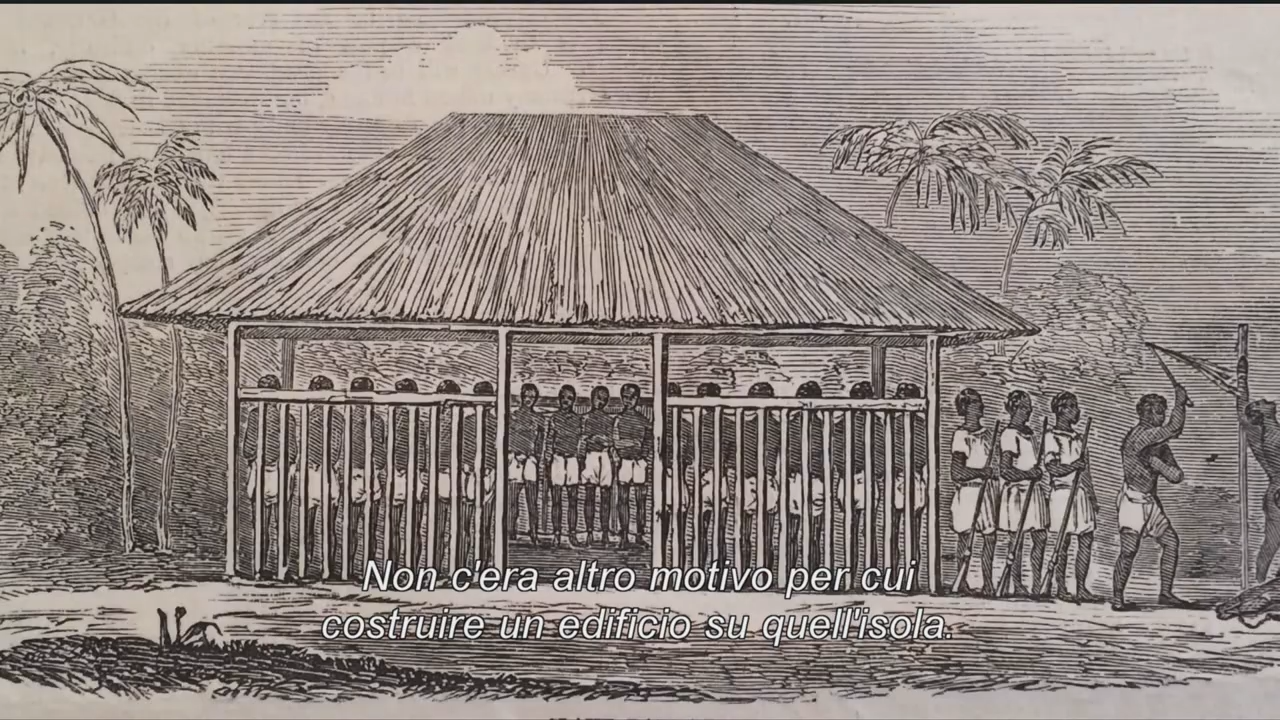 Non c'era altro motivo per cui
costruire un edificio su quell'isola.